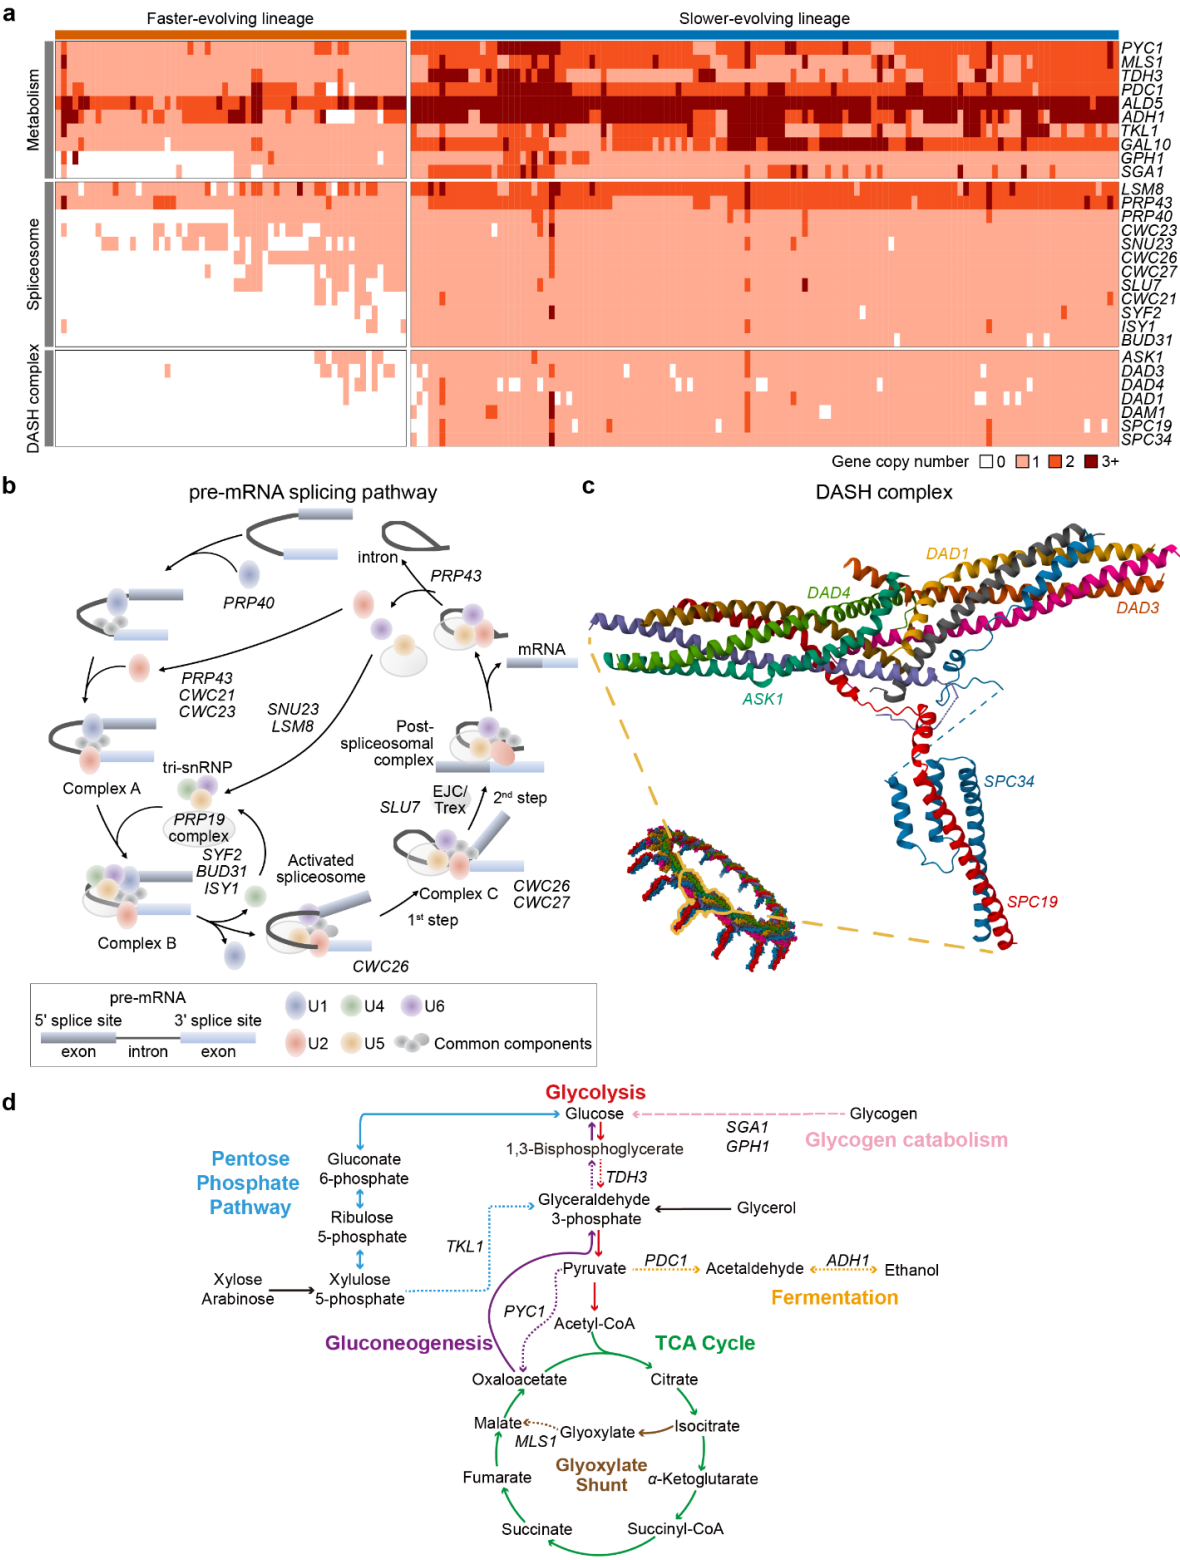 a
Faster-evolving lineage
Slower-evolving lineage
Metabolism
PYC1
MLS1
TDH3
PDC1
ALD5
ADH1
TKL1
GAL10
GPH1
SGA1
Spliceosome
LSM8
PRP43
PRP40
CWC23
SNU23
CWC26
CWC27
SLU7
CWC21
SYF2
ISY1
BUD31
DASH complex
ASK1
DAD3
DAD4
DAD1
DAM1
SPC19
SPC34
Gene copy number 0 1 2 3+
b
pre-mRNA splicing pathway
intron
PRP43
PRP40
mRNA
PRP43
CWC21
CWC23
SNU23
LSM8
Post-
spliceosomal
complex
Complex A
tri-snRNP
PRP19
complex
SYF2
BUD31
ISY1
SLU7
EJC/
Trex
2nd step
Activated
spliceosome
Complex C
CWC26
CWC27
1st step
Complex B
CWC26
pre-mRNA
5' splice site
3' splice site
exon
intron
exon
U1
U4
U6
U2
U5
Common components
c
DASH complex
DAD1
DAD4
DAD3
ASK1
SPC34
SPC19
d
Glycolysis
Glucose
Glycogen
SGA1
GPH1
Glycogen catabolism
1,3-Bisphosphoglycerate
Pentose
Phosphate
Pathway
Gluconate
6-phosphate
TDH3
Glyceraldehyde
3-phosphate
Glycerol
Ribulose
5-phosphate
TKL1
Xylose
Arabinose
Xylulose
5-phosphate
Pyruvate
PDC1
Acetaldehyde
ADH1
Ethanol
Fermentation
PYC1
Acetyl-CoA
Gluconeogenesis
TCA Cycle
Oxaloacetate
Citrate
Malate
MLS1
Glyoxylate
Isocitrate
Glyoxylate
Shunt
Fumarate
α-Ketoglutarate
Succinate
Succinyl-CoA